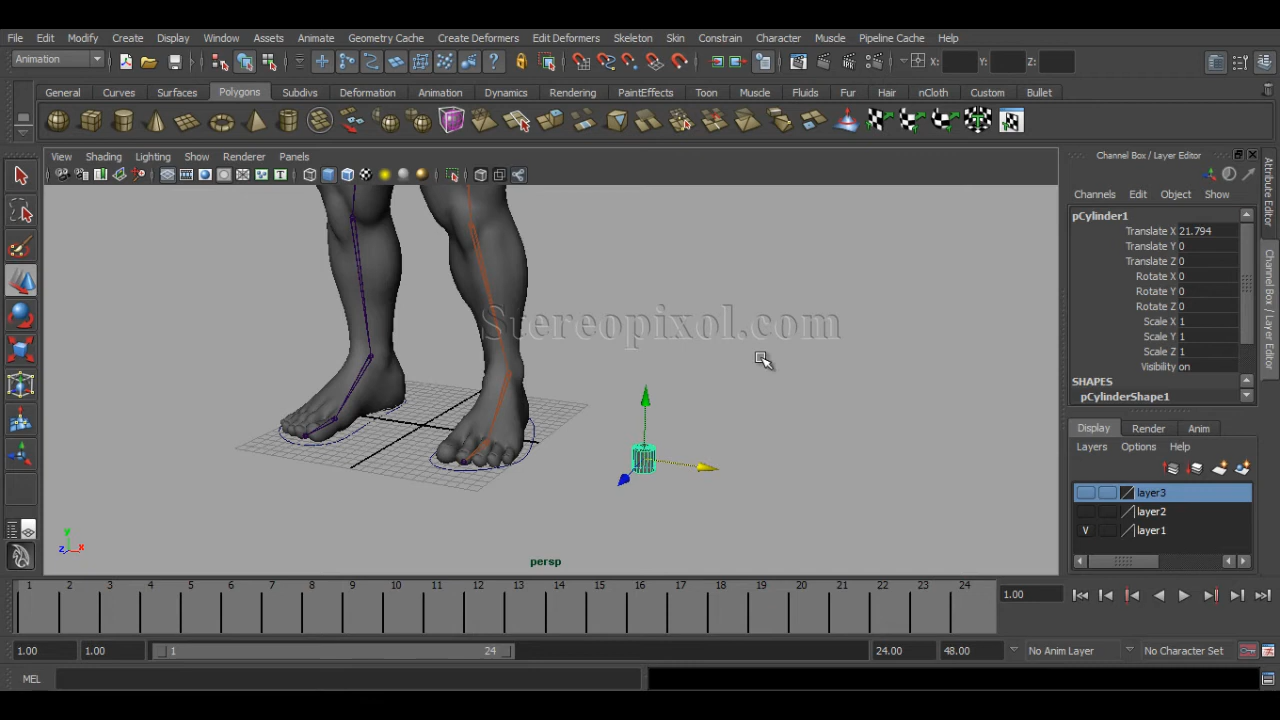 File Edit Modify Create Display Window Assets Animate Geometry Cache Create Deformers Edit Deformers Skeleton Skin Constrain Character Muscle Pipeline Cache Help
Animation X: Y: Z:
General Curves Surfaces Polygons Subdivs Deformation Animation Dynamics Rendering PaintEffects Toon Muscle Fluids Fur Hair nCloth Custom Bullet
View Shading Lighting Show Renderer Panels
Channel Box / Layer Editor
Channels Edit Object Show
pCylinder1
Translate X 21.794
Translate Y 0
Translate Z 0
Rotate X 0
Rotate Y 0
Rotate Z 0
Scale X 1
Scale Y 1
Scale Z 1
Visibility on
SHAPES
pCylinderShape1
Attribute Editor
Channel Box / Layer Editor
Stereopixol.com
Display Render Anim
Layers Options Help
layer3
layer2
V layer1
y
z x
persp
1 2 3 4 5 6 7 8 9 10 11 12 13 14 15 16 17 18 19 20 21 22 23 24 1.00
1.00 1.00 1 24 24.00 48.00 No Anim Layer No Character Set
MEL